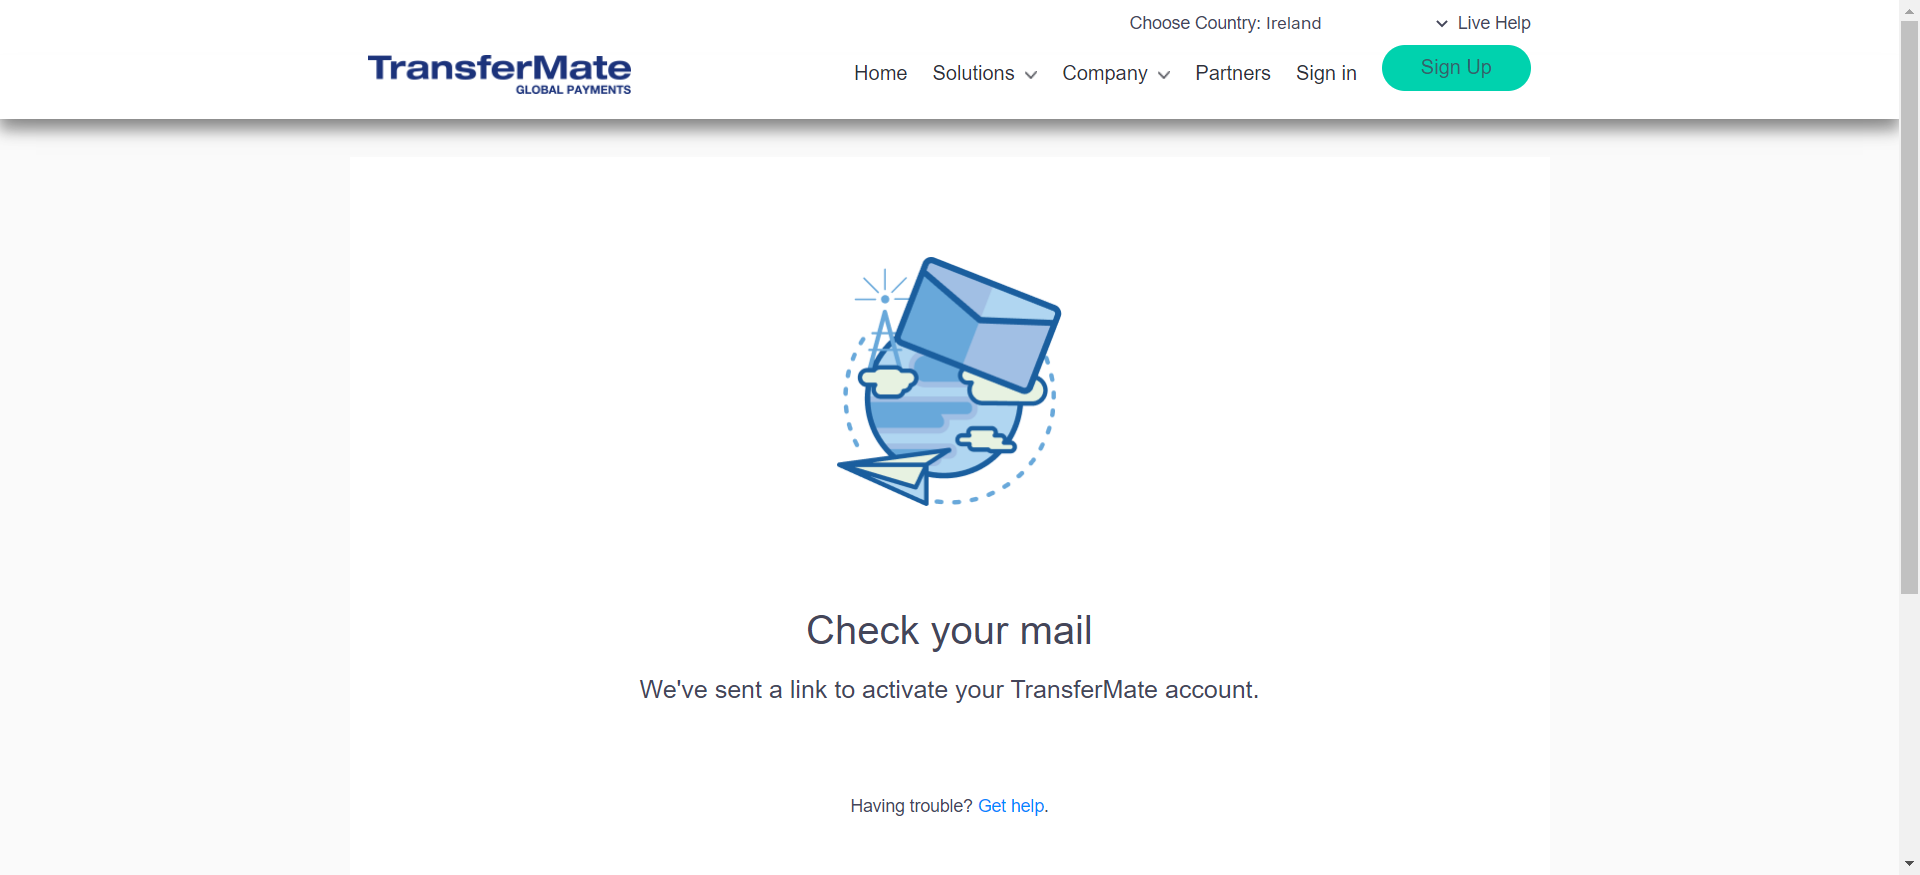 Choose Country: Ireland
Live Help
TransferMate
GLOBAL PAYMENTS
Home Solutions Company Partners Sign in Sign Up
Check your mail
We've sent a link to activate your TransferMate account.
Having trouble? Get help.